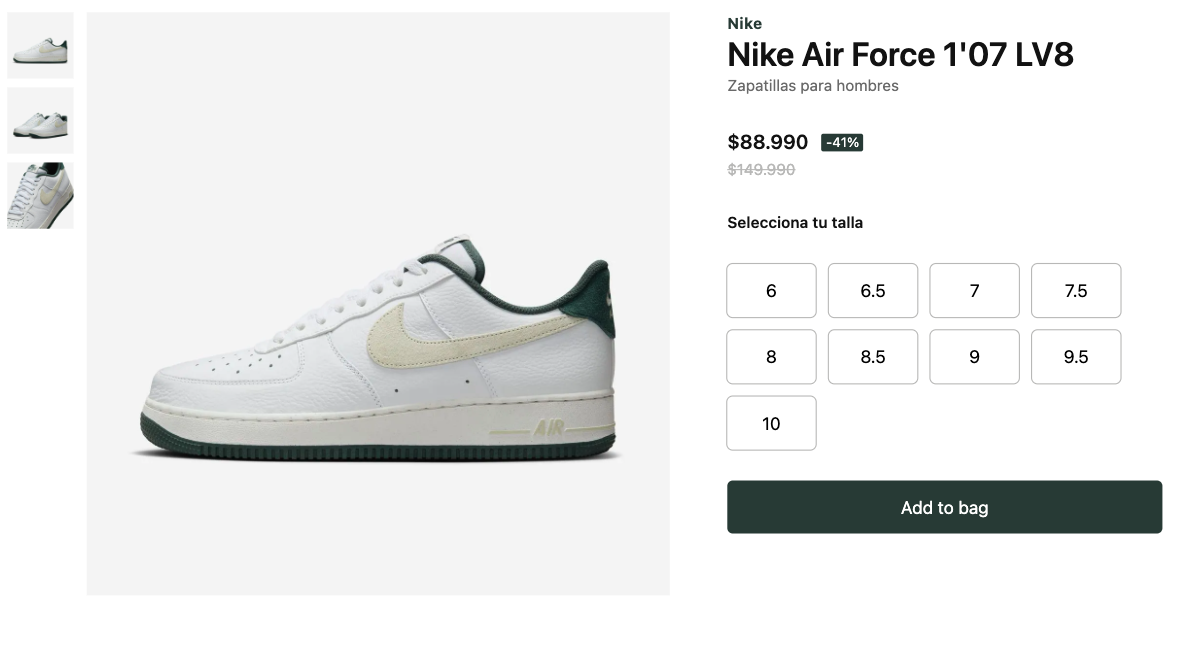 Nike
Nike Air Force 1'07 LV8
Zapatillas para hombres
$88.990 -41%
$149.990
Selecciona tu talla
6 6.5 7 7.5
8 8.5 9 9.5
10
Add to bag
AIR